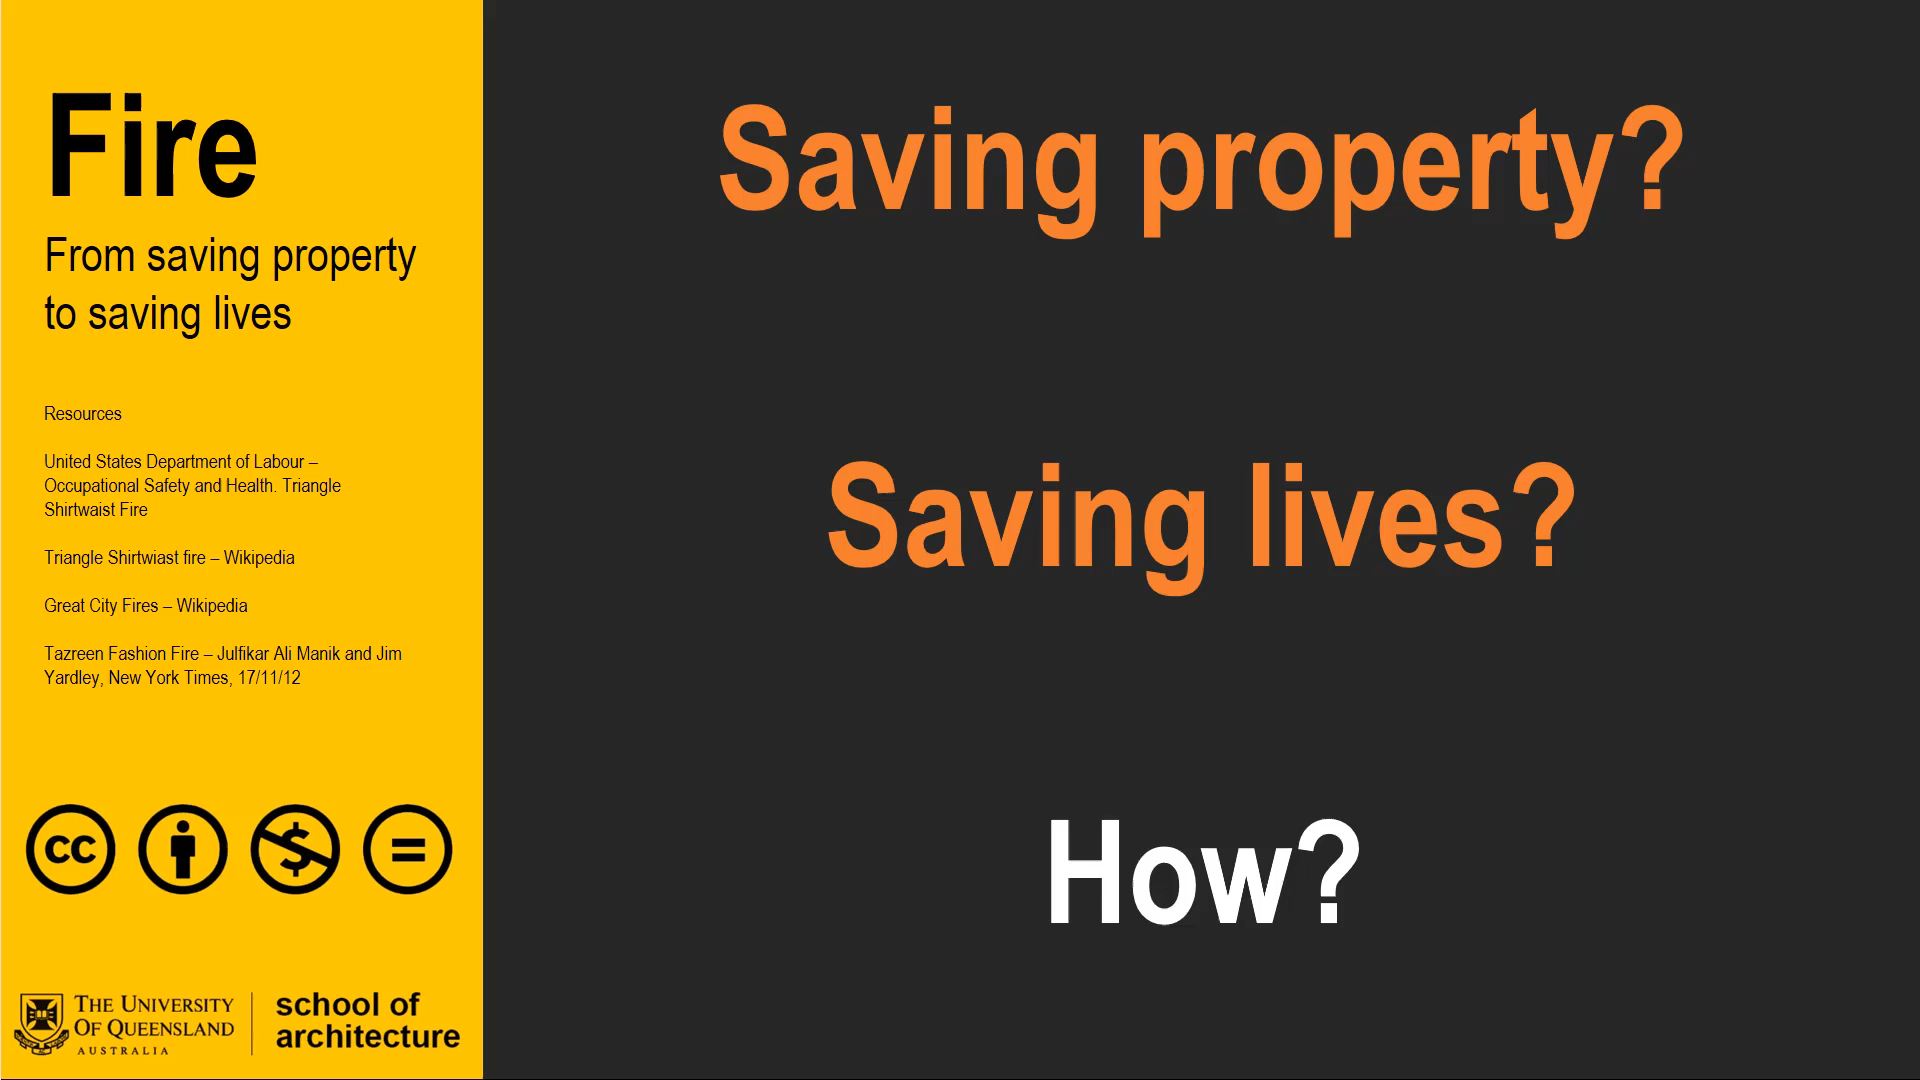 Fire
From saving property
to saving lives
Resources
United States Department of Labour –
Occupational Safety and Health. Triangle
Shirtwaist Fire
Triangle Shirtwiast fire – Wikipedia
Great City Fires – Wikipedia
Tazreen Fashion Fire – Julfikar Ali Manik and Jim
Yardley, New York Times, 17/11/12
cc
$
=
THE UNIVERSITY
OF QUEENSLAND
AUSTRALIA
school of
architecture
Saving property?
Saving lives?
How?